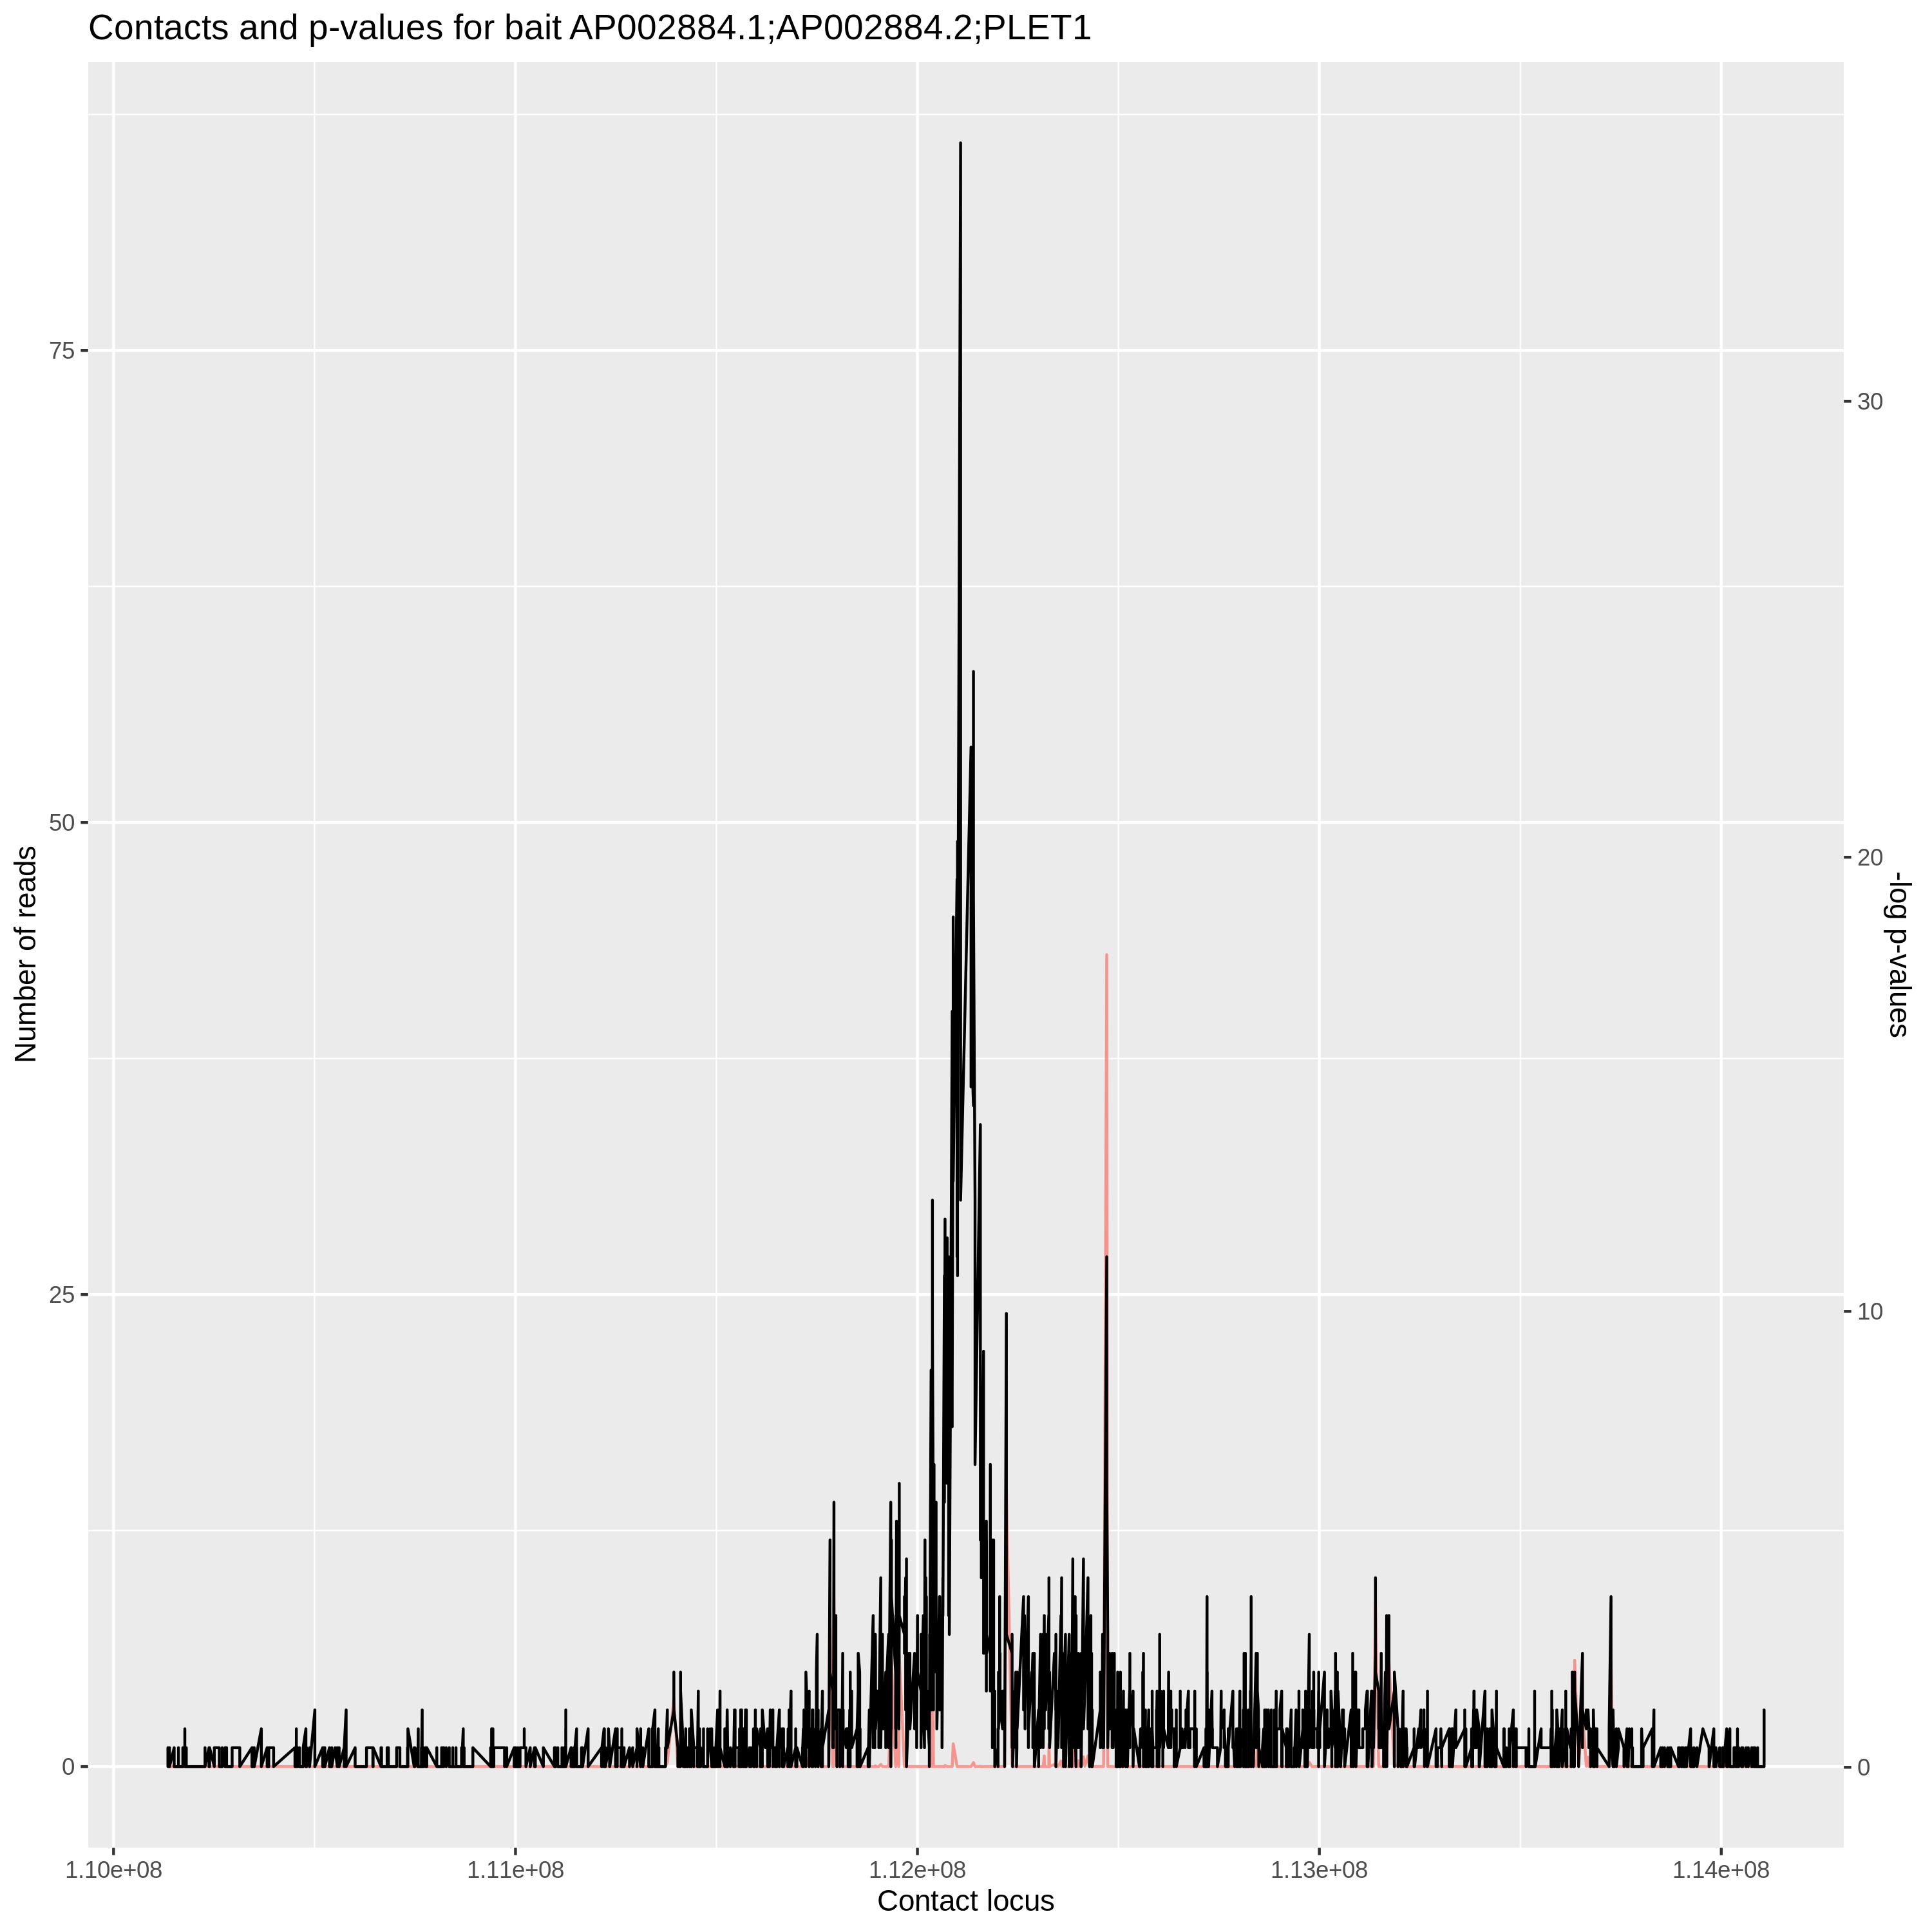 Contacts and p-values for bait AP002884.1;AP002884.2;PLET1
75
50
25
0
Number of reads
30
20
10
0
-log p-values
1.10e+08
1.11e+08
1.12e+08
1.13e+08
1.14e+08
Contact locus